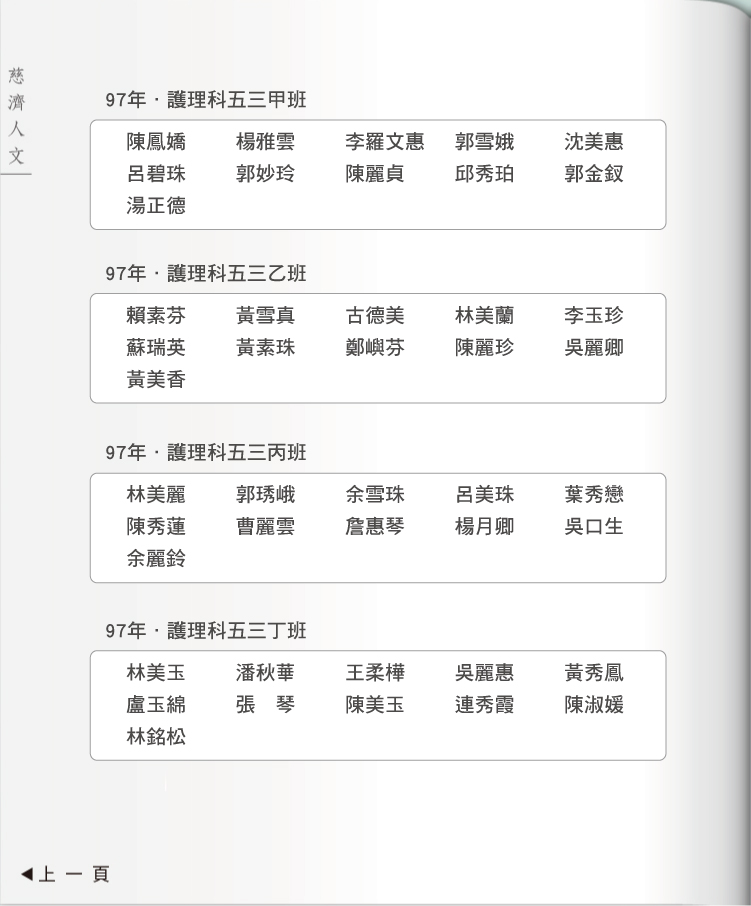 慈濟人文
97年．護理科五三甲班
陳鳳嬌 楊雅雲 李羅文惠 郭雪娥 沈美惠
呂碧珠 郭妙玲 陳麗貞 邱秀珀 郭金釵
湯正德
97年．護理科五三乙班
賴素芬 黃雪真 古德美 林美蘭 李玉珍
蘇瑞英 黃素珠 鄭嶼芬 陳麗珍 吳麗卿
黃美香
97年．護理科五三丙班
林美麗 郭琇峨 余雪珠 呂美珠 葉秀戀
陳秀蓮 曹麗雲 詹惠琴 楊月卿 吳口生
余麗鈴
97年．護理科五三丁班
林美玉 潘秋華 王柔樺 吳麗惠 黃秀鳳
盧玉綿 張　琴 陳美玉 連秀霞 陳淑媛
林銘松
◀上一頁